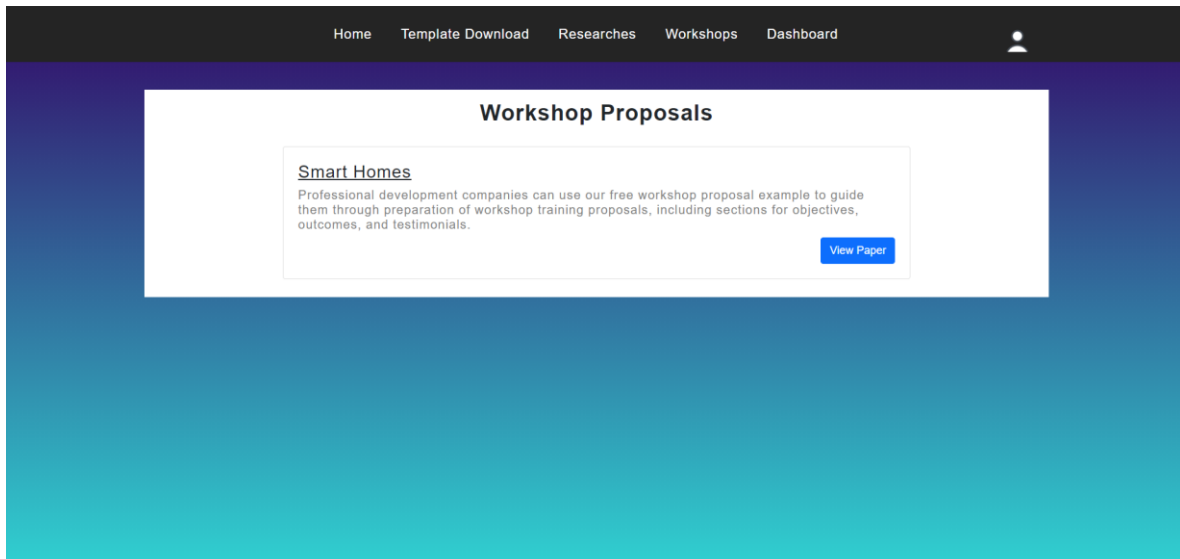 Home Template Download Researches Workshops Dashboard
Workshop Proposals
Smart Homes
Professional development companies can use our free workshop proposal example to guide
them through preparation of workshop training proposals, including sections for objectives,
outcomes, and testimonials.
View Paper